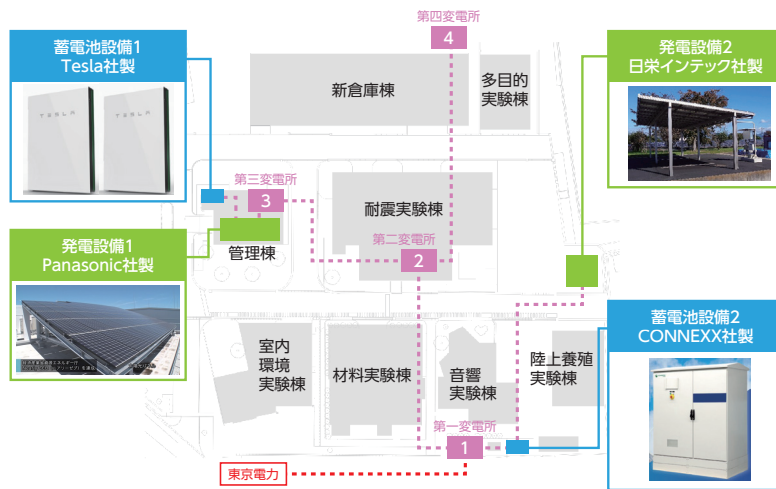 第四変電所
4
蓄電池設備1
Tesla社製
TESLA
TESLA
新倉庫棟
多目的
実験棟
発電設備2
日栄インテック社製
第三変電所
3
耐震実験棟
管理棟
第二変電所
2
発電設備1
Panasonic社製
室内
環境
実験棟
材料実験棟
音響
実験棟
陸上養殖
実験棟
蓄電池設備2
CONNEXX社製
第一変電所
1
東京電力